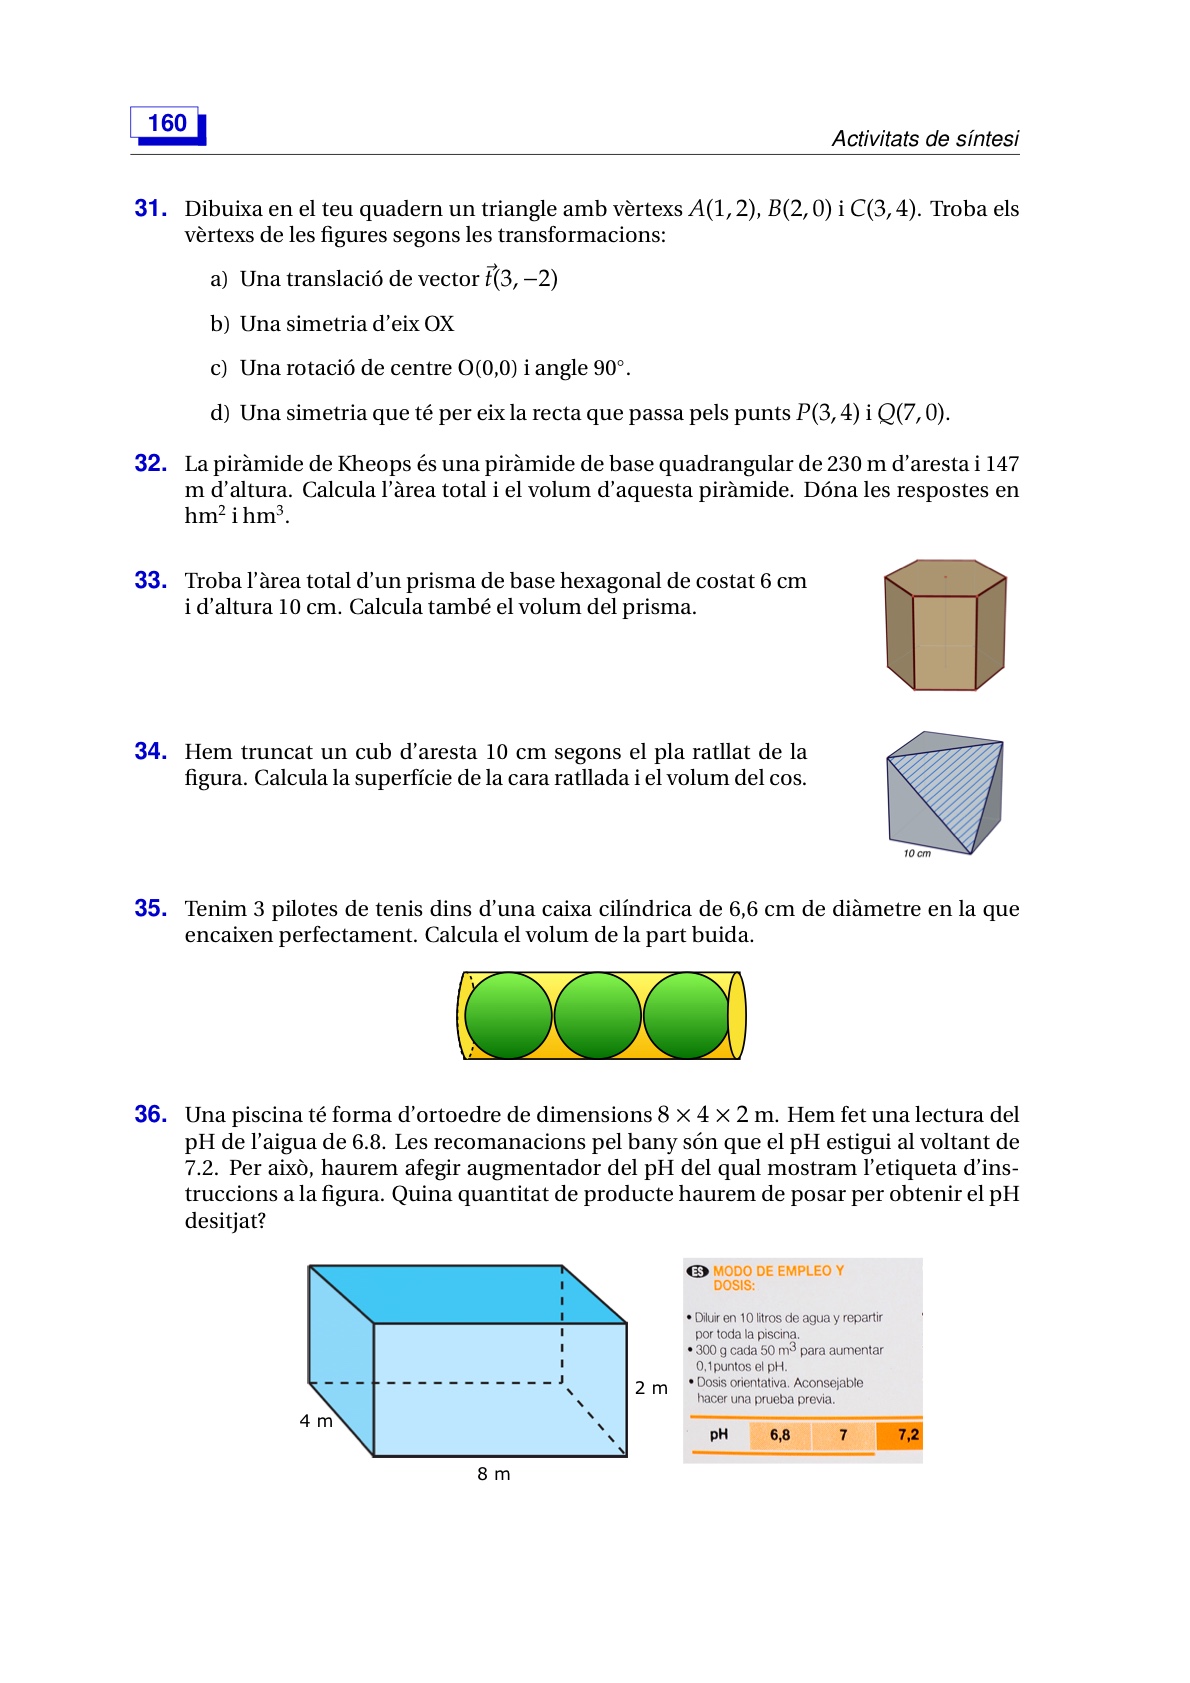 160
Activitats de síntesi
31. Dibuixa en el teu quadern un triangle amb vèrtexs A(1, 2), B(2, 0) i C(3, 4). Troba els
vèrtexs de les figures segons les transformacions:
a) Una translació de vector t⃗(3, −2)
b) Una simetria d'eix OX
c) Una rotació de centre O(0,0) i angle 90°.
d) Una simetria que té per eix la recta que passa pels punts P(3, 4) i Q(7, 0).
32. La piràmide de Kheops és una piràmide de base quadrangular de 230 m d'aresta i 147
m d'altura. Calcula l'àrea total i el volum d'aquesta piràmide. Dóna les respostes en
hm² i hm³.
33. Troba l'àrea total d'un prisma de base hexagonal de costat 6 cm
i d'altura 10 cm. Calcula també el volum del prisma.
34. Hem truncat un cub d'aresta 10 cm segons el pla ratllat de la
figura. Calcula la superfície de la cara ratllada i el volum del cos.
10 cm
35. Tenim 3 pilotes de tenis dins d'una caixa cilíndrica de 6,6 cm de diàmetre en la que
encaixen perfectament. Calcula el volum de la part buida.
36. Una piscina té forma d'ortoedre de dimensions 8 × 4 × 2 m. Hem fet una lectura del
pH de l'aigua de 6.8. Les recomanacions pel bany són que el pH estigui al voltant de
7.2. Per això, haurem afegir augmentador del pH del qual mostram l'etiqueta d'ins-
truccions a la figura. Quina quantitat de producte haurem de posar per obtenir el pH
desitjat?
4 m
8 m
2 m
ES MODO DE EMPLEO Y
DOSIS:
• Diluir en 10 litros de agua y repartir
por toda la piscina.
• 300 g cada 50 m³ para aumentar
0,1puntos el pH.
• Dosis orientativa. Aconsejable
hacer una prueba previa.
pH 6,8 7 7,2